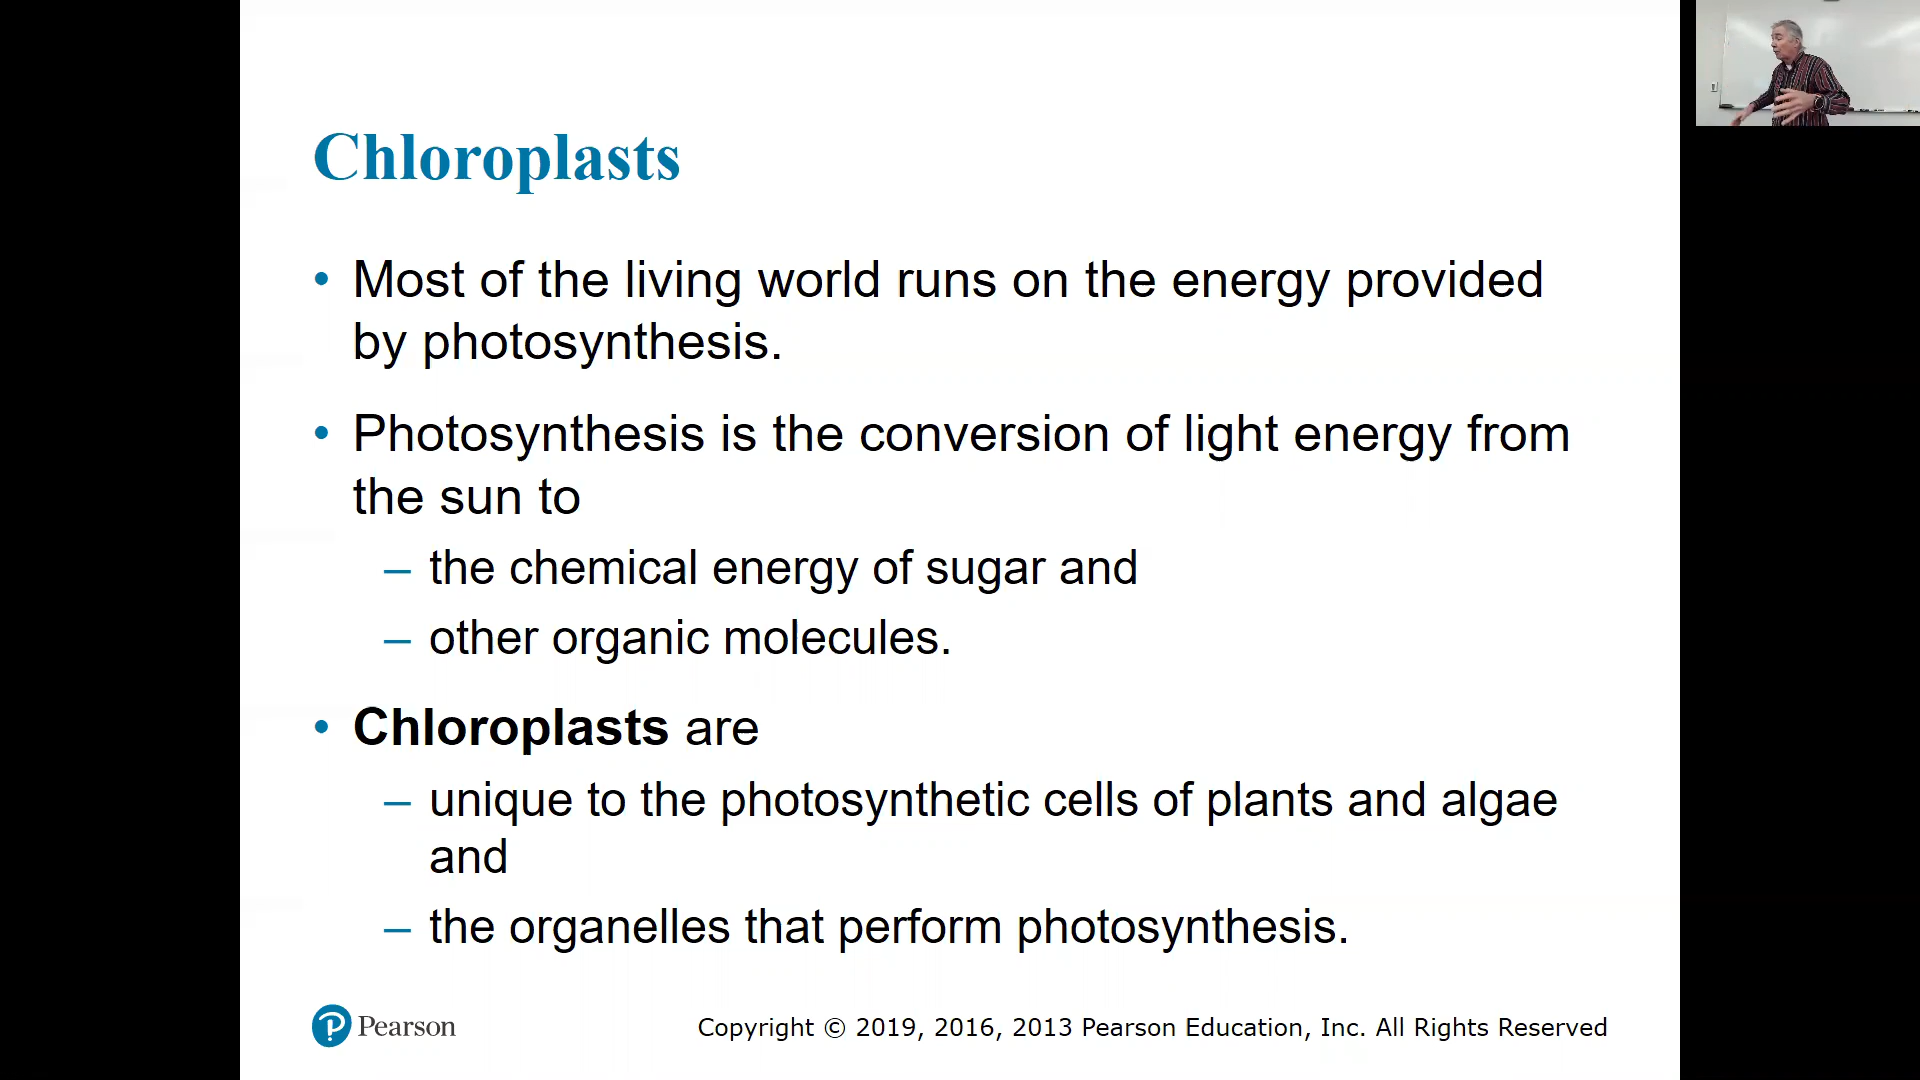 Chloroplasts
• Most of the living world runs on the energy provided
by photosynthesis.
• Photosynthesis is the conversion of light energy from
the sun to
– the chemical energy of sugar and
– other organic molecules.
• Chloroplasts are
– unique to the photosynthetic cells of plants and algae
and
– the organelles that perform photosynthesis.
Pearson
Copyright © 2019, 2016, 2013 Pearson Education, Inc. All Rights Reserved